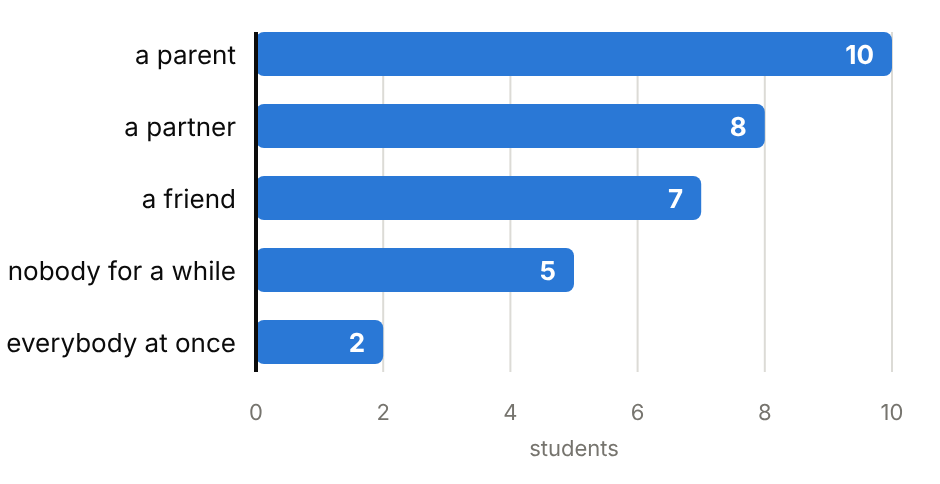 a parent 10
a partner 8
a friend 7
nobody for a while 5
everybody at once 2
0 2 4 6 8 10
students